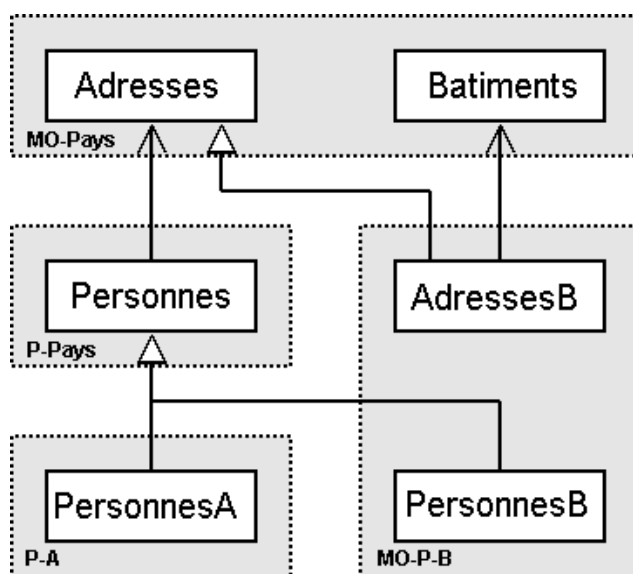 Adresses
Batiments
MO-Pays
Personnes
AdressesB
P-Pays
PersonnesA
PersonnesB
P-A
MO-P-B